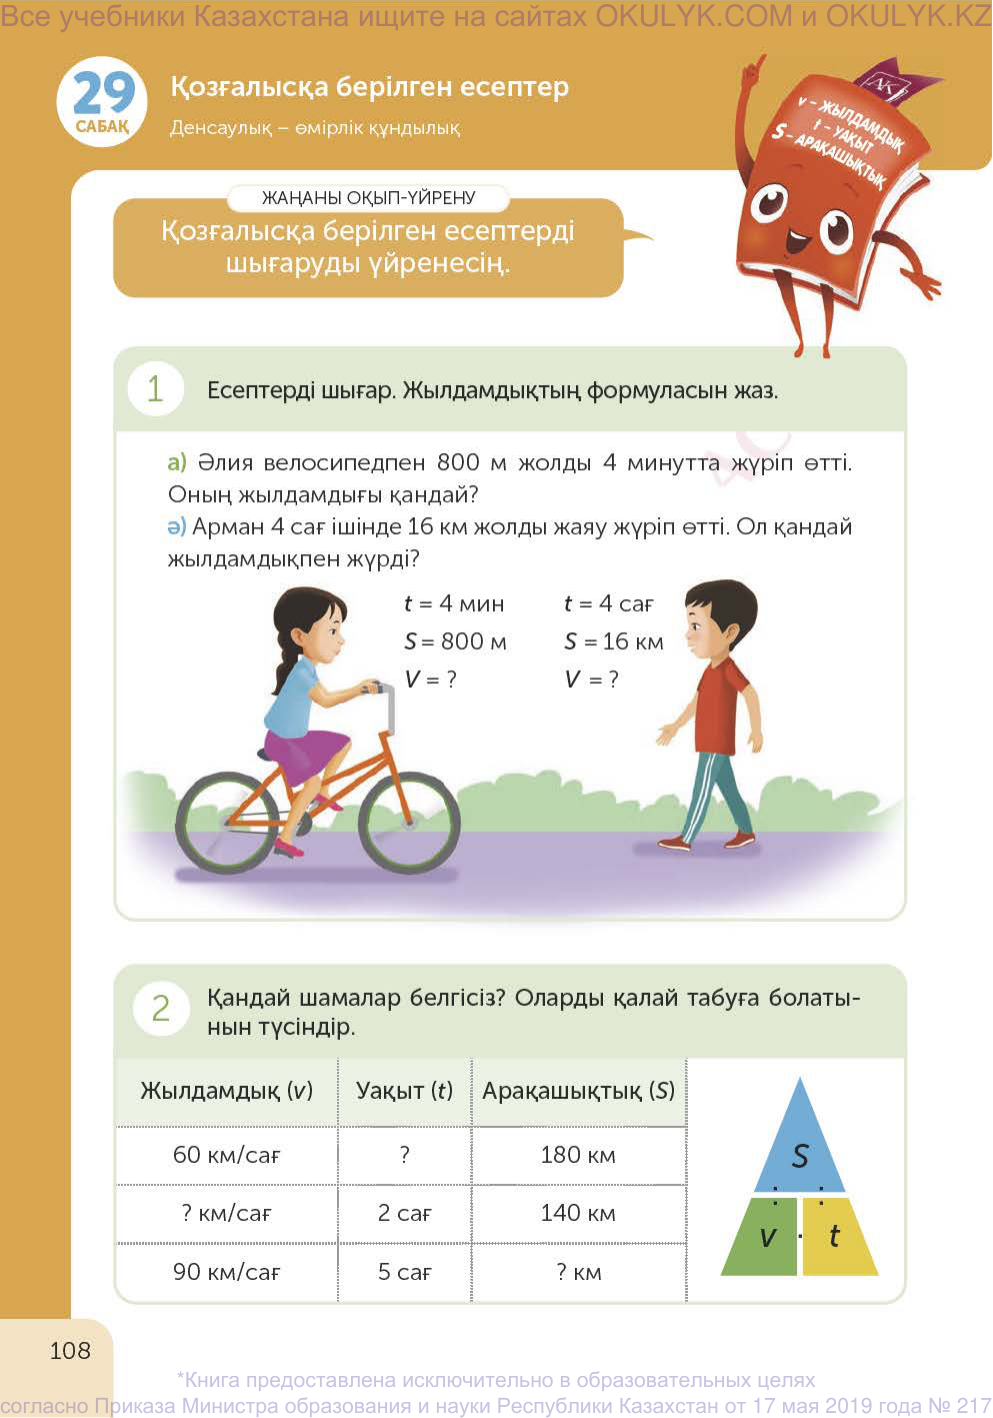 Все учебники Казахстана ищите на сайтах OKULYK.COM и OKULYK.KZ
29
САБАҚ
Қозғалысқа берілген есептер
Денсаулық – өмірлік құндылық
АК
v – ЖЫЛДАМДЫҚ
t – УАҚЫТ
S – АРАҚАШЫҚТЫҚ
ЖАҢАНЫ ОҚЫП-ҮЙРЕНУ
Қозғалысқа берілген есептерді
шығаруды үйренесің.
1
Есептерді шығар. Жылдамдықтың формуласын жаз.
а) Әлия велосипедпен 800 м жолды 4 минутта жүріп өтті.
Оның жылдамдығы қандай?
ә) Арман 4 сағ ішінде 16 км жолды жаяу жүріп өтті. Ол қандай
жылдамдықпен жүрді?
t = 4 мин t = 4 сағ
S = 800 м S = 16 км
V = ? V = ?
2
Қандай шамалар белгісіз? Оларды қалай табуға болаты-
нын түсіндір.
Жылдамдық (v) Уақыт (t) Арақашықтық (S)
60 км/сағ ? 180 км
? км/сағ 2 сағ 140 км
90 км/сағ 5 сағ ? км
S
: :
v · t
108
*Книга предоставлена исключительно в образовательных целях
согласно Приказа Министра образования и науки Республики Казахстан от 17 мая 2019 года № 217